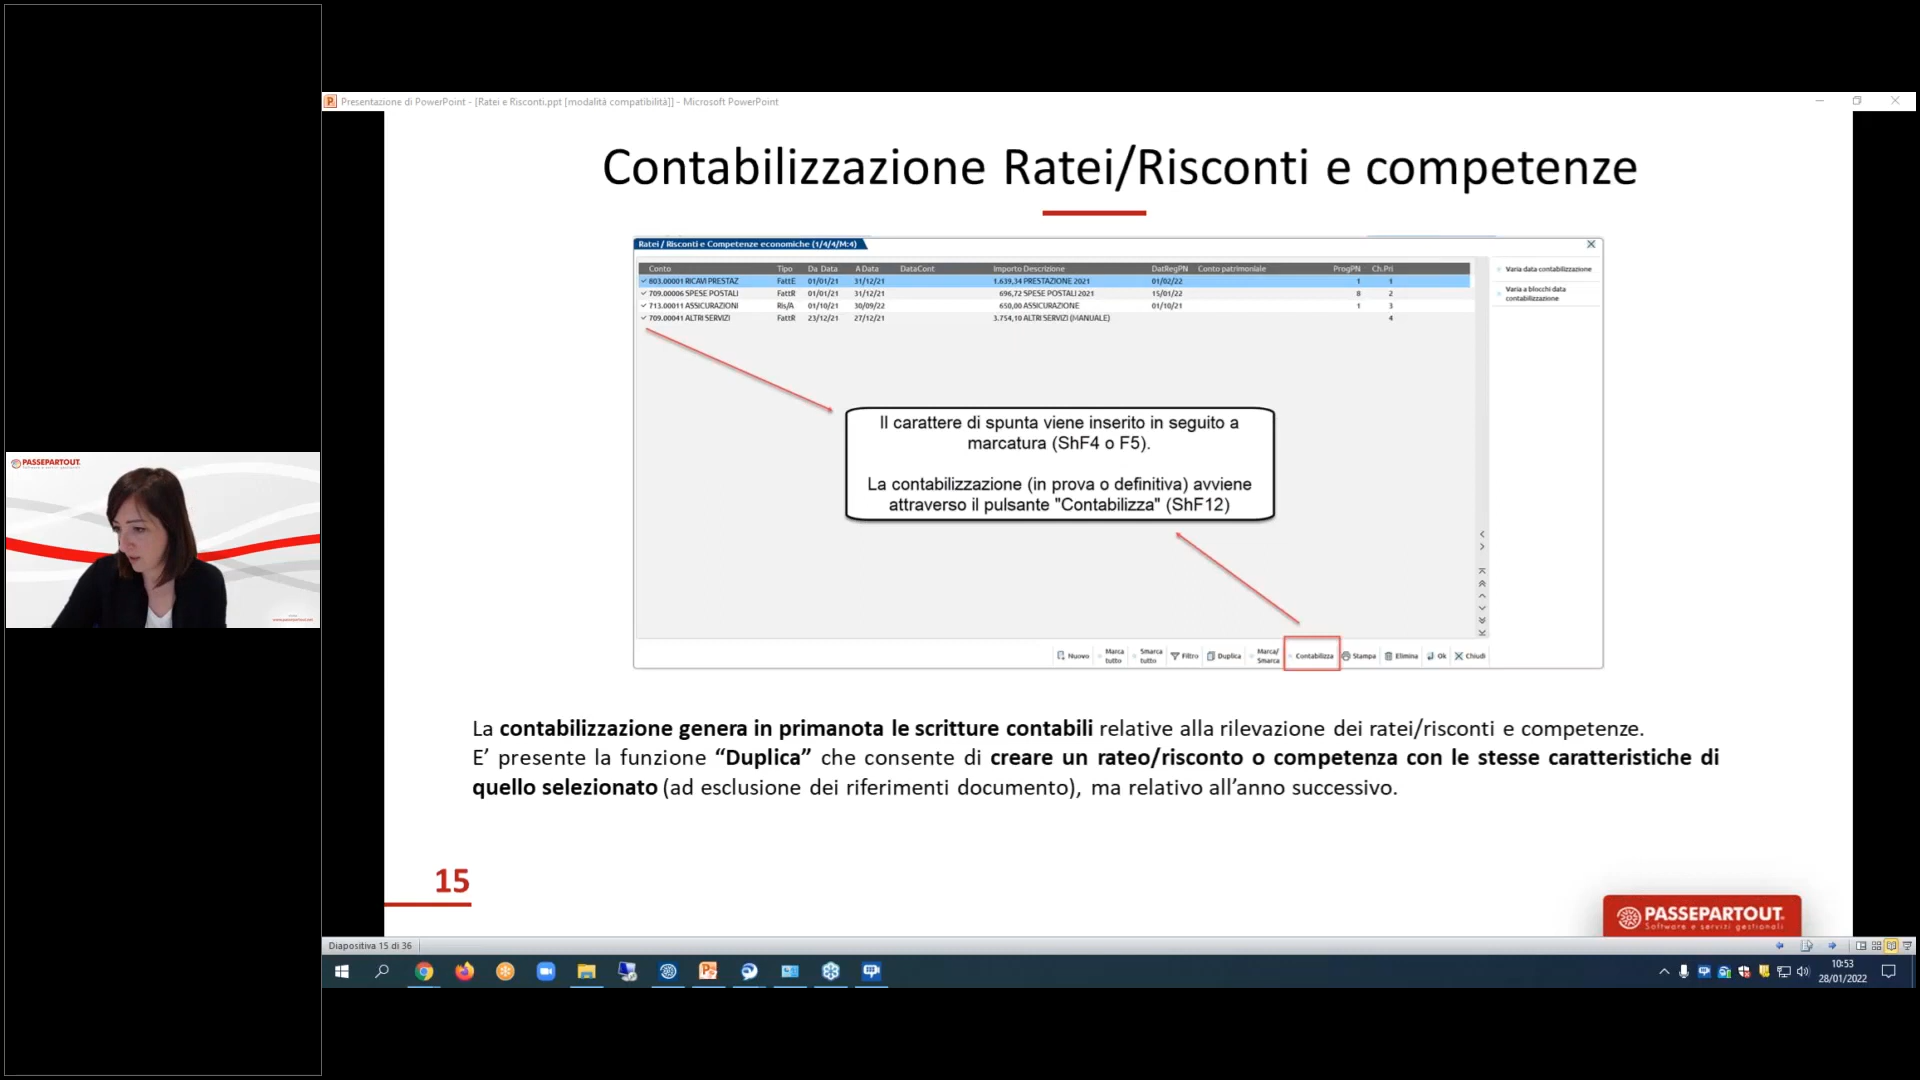 Presentazione di PowerPoint - [Ratei e Risconti.ppt [modalità compatibilità]] - Microsoft PowerPoint
Contabilizzazione Ratei/Risconti e competenze
Ratei / Risconti e Competenze economiche (1/4/4/M:4)
Conto Tipo Da Data A Data DataCont Importo Descrizione DatRegPN Conto patrimoniale ProgPN Ch.Pri
803.00001 RICAVI PRESTAZ FattE 01/01/21 31/12/21 1.639,34 PRESTAZIONE 2021 01/02/22 1 1
709.00006 SPESE POSTALI FattR 01/01/21 31/12/21 696,72 SPESE POSTALI 2021 15/01/22 8 2
713.00011 ASSICURAZIONI Ris/A 01/10/21 30/09/22 650,00 ASSICURAZIONE 01/10/21 1 3
709.00041 ALTRI SERVIZI FattR 23/12/21 27/12/21 3.754,10 ALTRI SERVIZI (MANUALE) 4
Varia data contabilizzazione
Varia a blocchi data
contabilizzazione
Il carattere di spunta viene inserito in seguito a
marcatura (ShF4 o F5).
La contabilizzazione (in prova o definitiva) avviene
attraverso il pulsante "Contabilizza" (ShF12)
Nuovo Marca tutto Smarca tutto Filtro Duplica Marca/ Smarca Contabilizza Stampa Elimina Ok Chiudi
La contabilizzazione genera in primanota le scritture contabili relative alla rilevazione dei ratei/risconti e competenze.
E’ presente la funzione “Duplica” che consente di creare un rateo/risconto o competenza con le stesse caratteristiche di
quello selezionato (ad esclusione dei riferimenti documento), ma relativo all’anno successivo.
15
PASSEPARTOUT
Software e servizi gestionali
PASSEPARTOUT
Diapositiva 15 di 36
10:53
28/01/2022